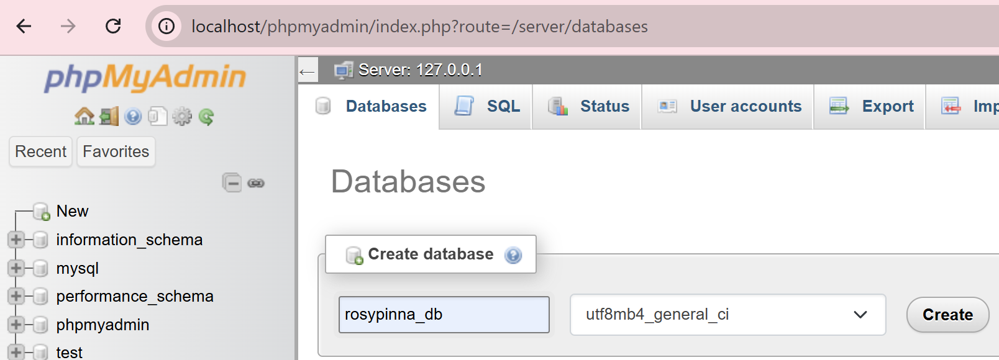 localhost/phpmyadmin/index.php?route=/server/databases
phpMyAdmin
Server: 127.0.0.1
Databases SQL Status User accounts Export
Recent Favorites
Databases
New
information_schema
mysql
performance_schema
phpmyadmin
test
Create database
rosypinna_db utf8mb4_general_ci Create